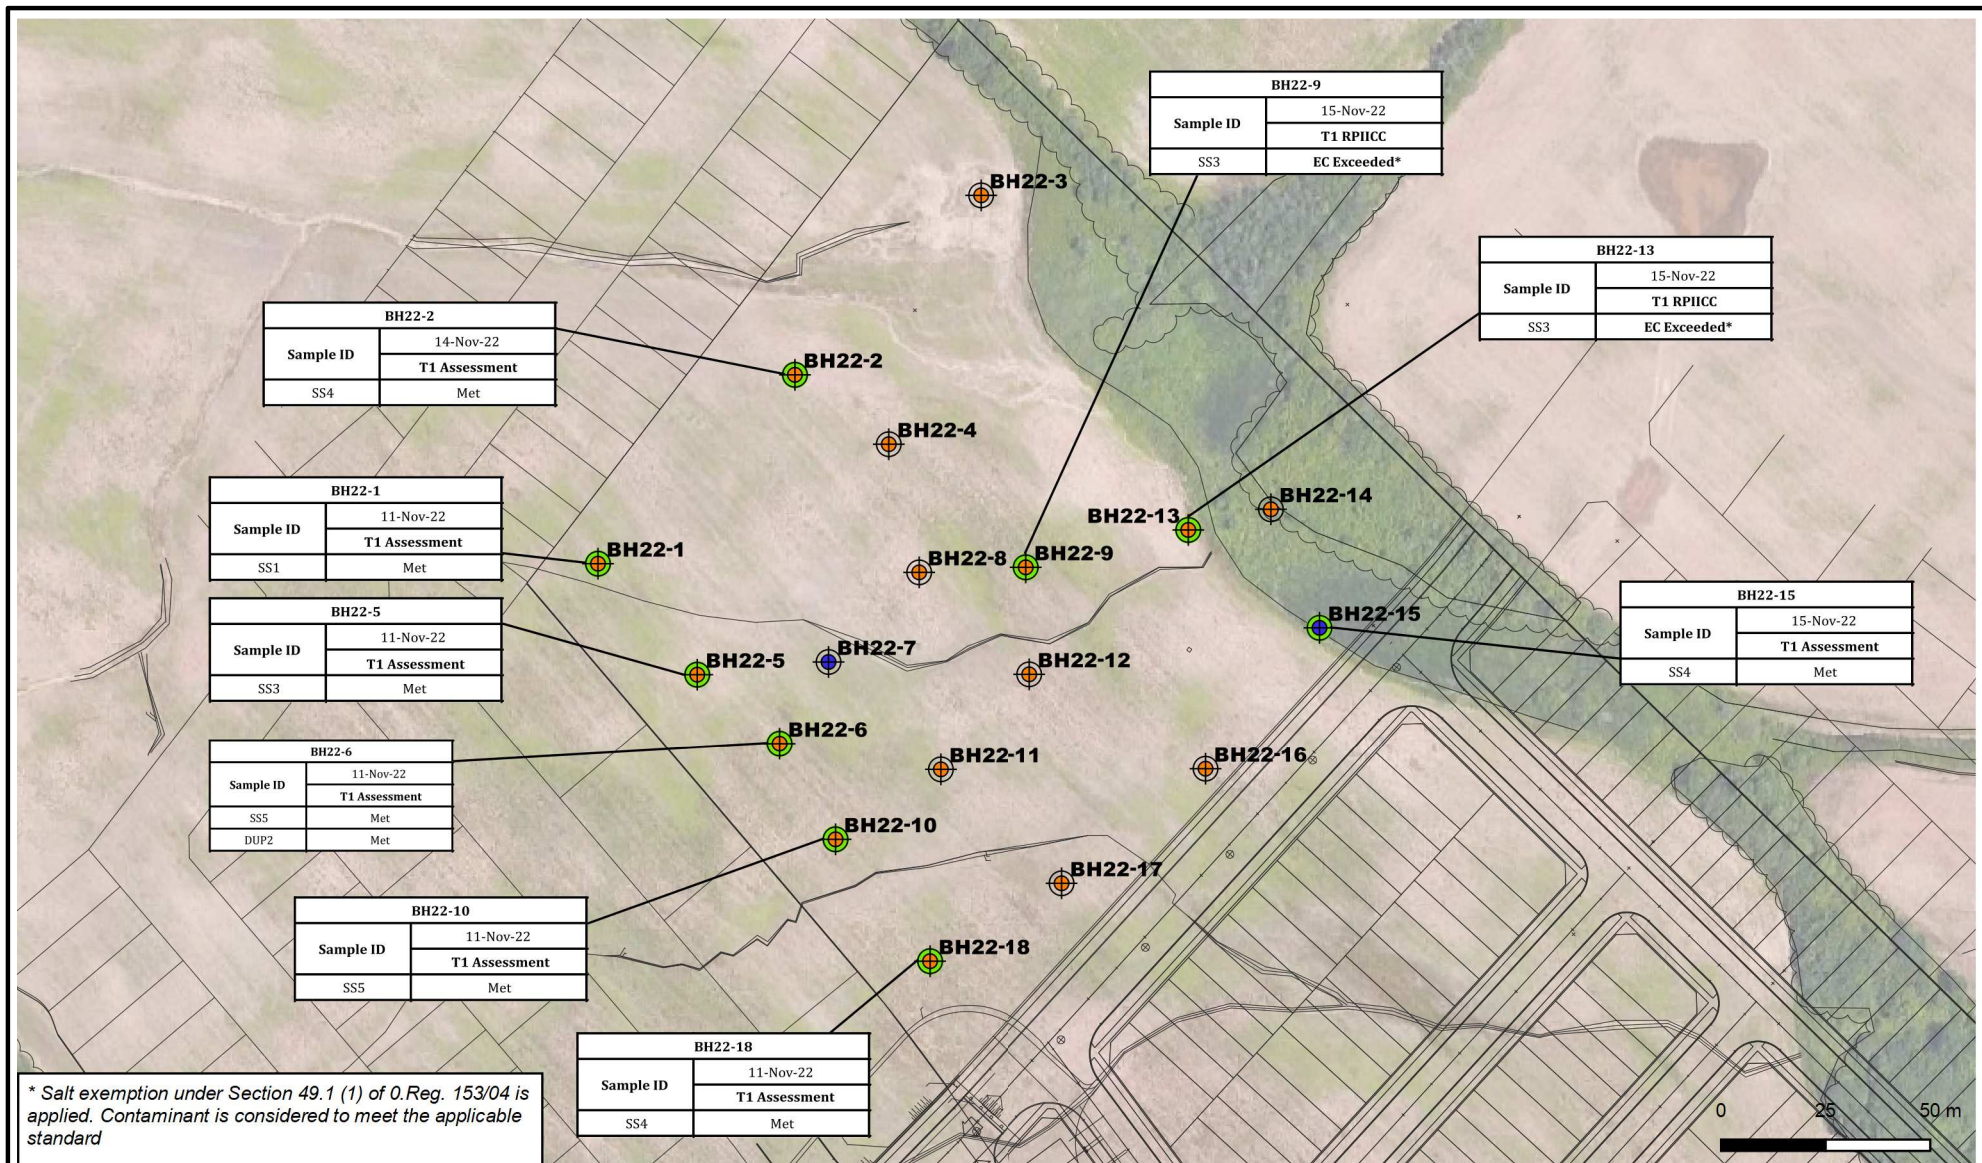 BH22-9
Sample ID
15-Nov-22
T1 RPIICC
SS3
EC Exceeded*
BH22-3
BH22-13
Sample ID
15-Nov-22
T1 RPIICC
SS3
EC Exceeded*
BH22-2
Sample ID
14-Nov-22
T1 Assessment
SS4
Met
BH22-2
BH22-4
BH22-1
Sample ID
11-Nov-22
T1 Assessment
SS1
Met
BH22-1
BH22-8
BH22-9
BH22-13
BH22-14
BH22-5
Sample ID
11-Nov-22
T1 Assessment
SS3
Met
BH22-5
BH22-7
BH22-12
BH22-15
BH22-15
Sample ID
15-Nov-22
T1 Assessment
SS4
Met
BH22-6
Sample ID
11-Nov-22
T1 Assessment
SS5
Met
DUP2
Met
BH22-6
BH22-11
BH22-16
BH22-10
BH22-17
BH22-10
Sample ID
11-Nov-22
T1 Assessment
SS5
Met
BH22-18
BH22-18
Sample ID
11-Nov-22
T1 Assessment
SS4
Met
* Salt exemption under Section 49.1 (1) of 0.Reg. 153/04 is
applied. Contaminant is considered to meet the applicable
standard
0 25 50 m